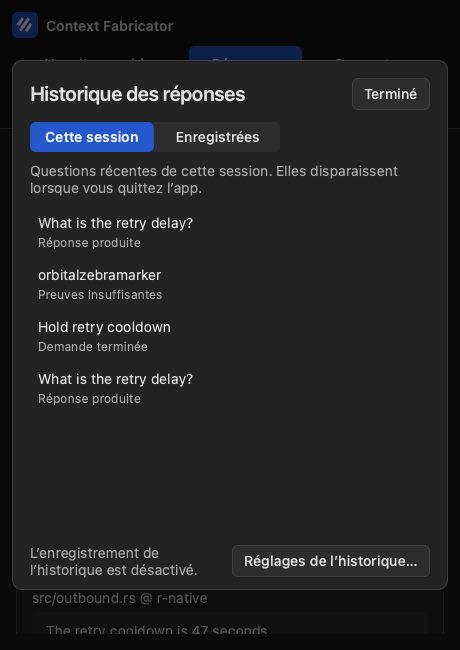 Context Fabricator
Historique des réponses
Terminé
Cette session
Enregistrées
Questions récentes de cette session. Elles disparaissent
lorsque vous quittez l’app.
What is the retry delay?
Réponse produite
orbitalzebramarker
Preuves insuffisantes
Hold retry cooldown
Demande terminée
What is the retry delay?
Réponse produite
L’enregistrement de
l’historique est désactivé.
Réglages de l’historique…
src/outbound.rs @ r-native
The retry cooldown is 47 seconds